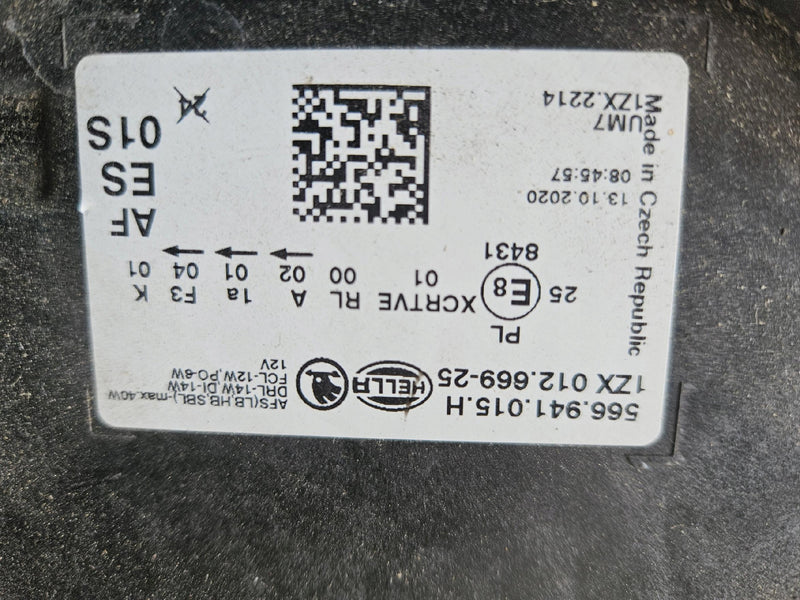 566.941.015.H
1ZX 012.669-25
HELLA
AFS(LB,HB,SBL)-max.40W
DRL-14W,DI-14W
FCL-12W,PO-6W
12V
PL
25 E8 XCRTVE RL A 1a F3 K
8431 01 00 02 01 04 01
13.10.2020
08:45:57
UM7
1ZX.2214
Made in Czech Republic
AF
ES
01S
24